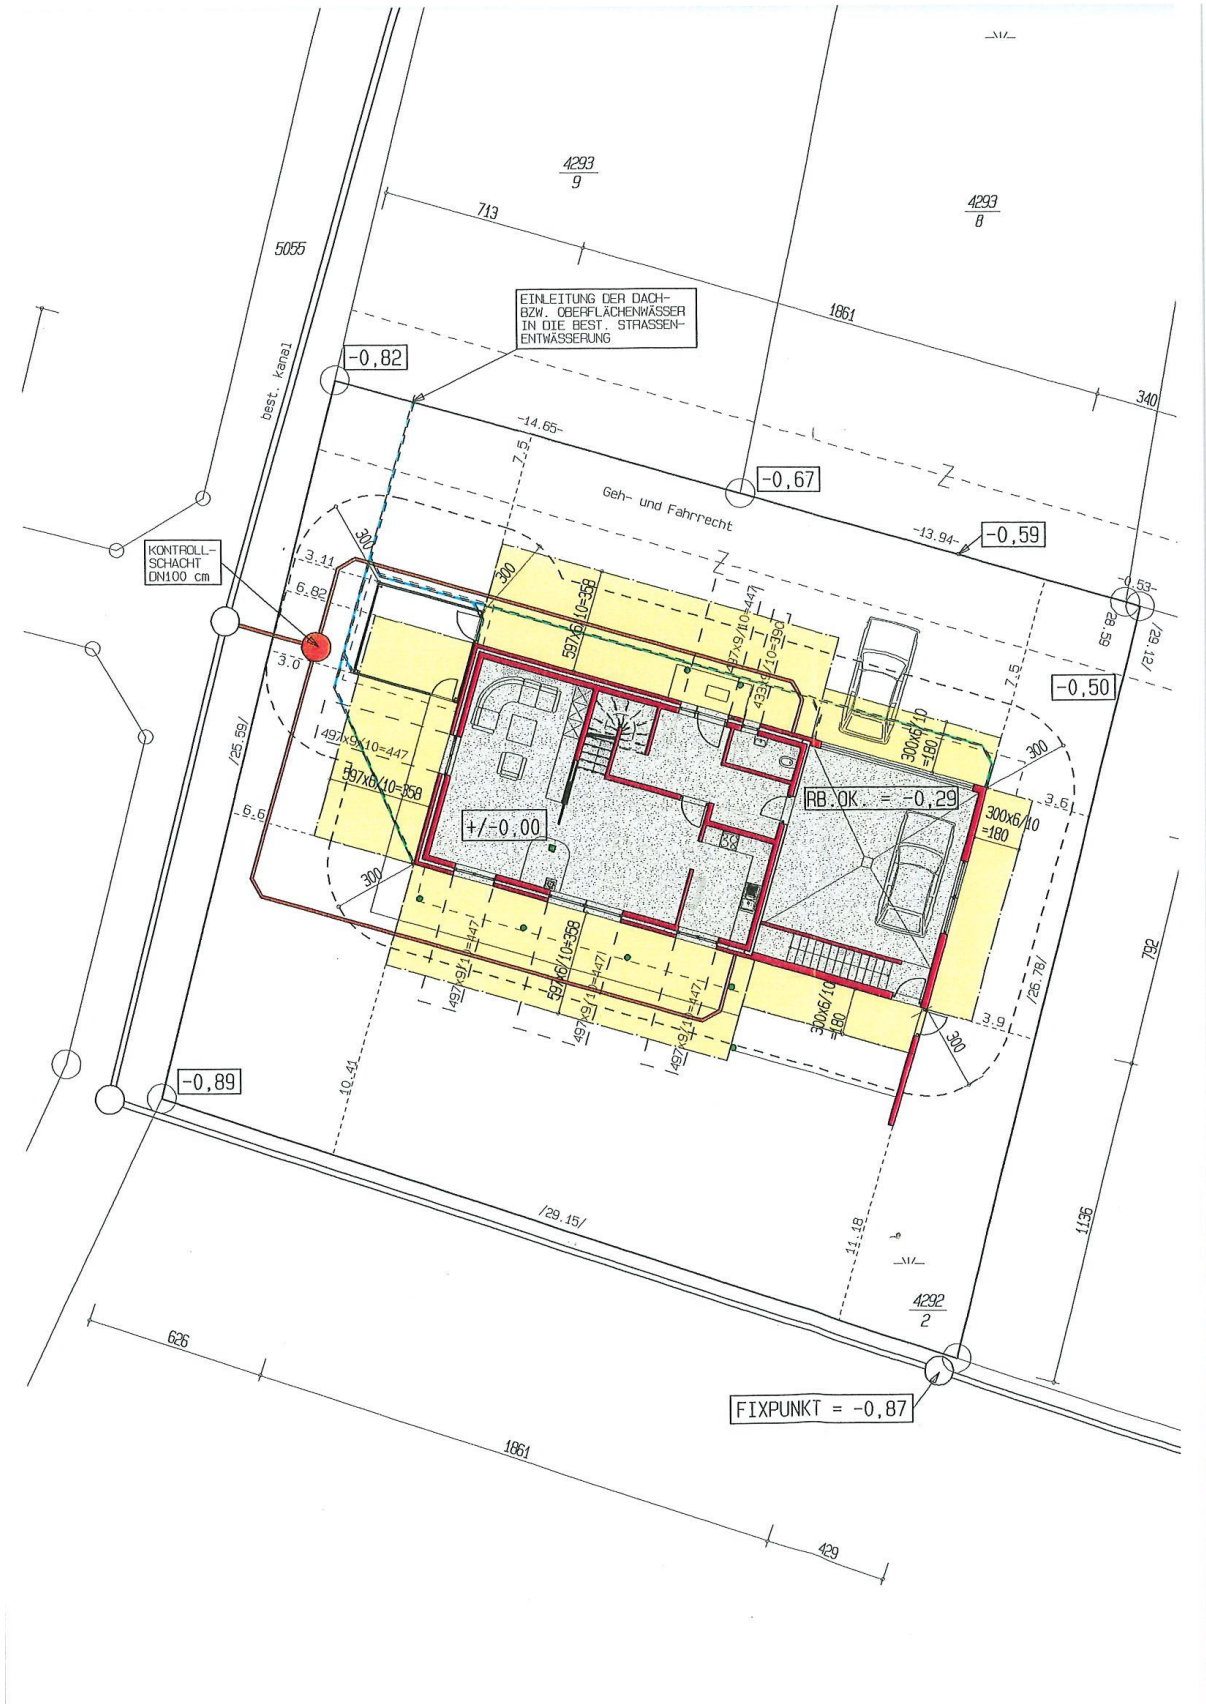 4293
9
4293
8
713
5055
1861
EINLEITUNG DER DACH-
BZW. OBERFLÄCHENWÄSSER
IN DIE BEST. STRASSEN-
ENTWÄSSERUNG
-0,82
best. kanal
340
-14.65-
7.5
-0,67
Geh- und Fahrrecht
-13.94-
-0,59
KONTROLL-
SCHACHT
DN100 cm
300
3.11
6.82
300
597x6/10=358
497x9/10=447
433x9/10=390
-0.53-
28.59
/29.12/
7.5
-0,50
3.0
/25.59/
497x9/10=447
597x6/10=358
300x6/10
=180
300
3.6
RB.OK. = -0,29
300x6/10
=180
6.6
+/-0,00
300
792
497x9/10=447
597x6/10=358
497x9/10=447
497x9/10=447
300x6/10
=180
/26.78/
3.9
300
-0,89
10.41
/29.15/
11.18
1136
4292
2
626
FIXPUNKT = -0,87
1861
429